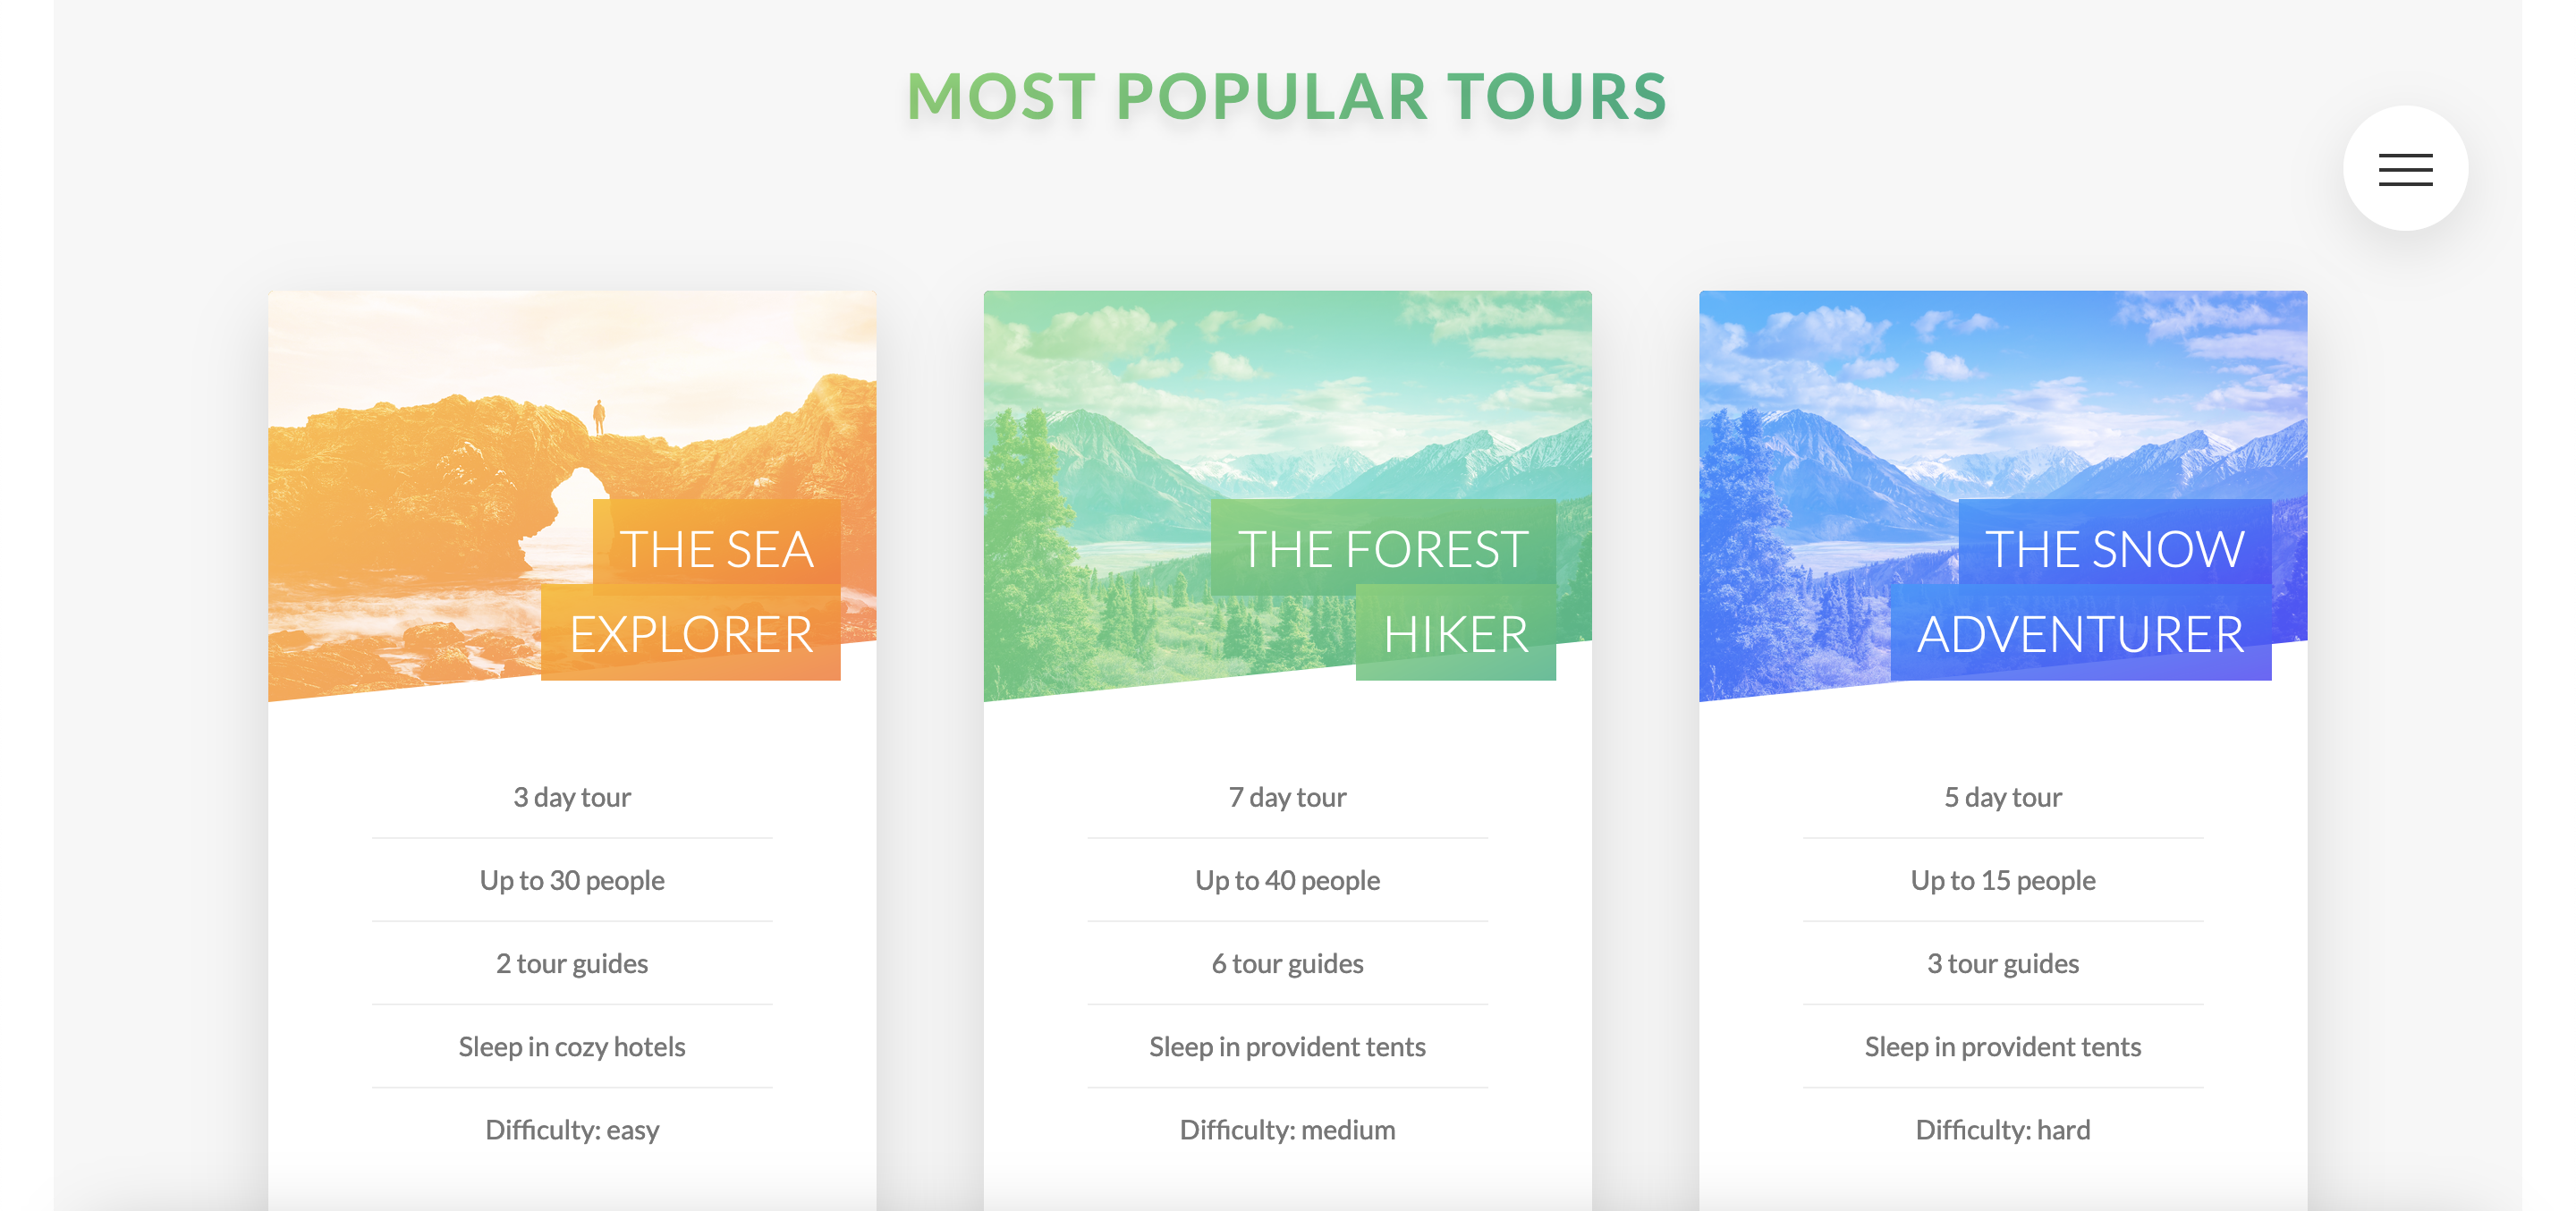 MOST POPULAR TOURS
THE SEA
EXPLORER
3 day tour
Up to 30 people
2 tour guides
Sleep in cozy hotels
Difficulty: easy
THE FOREST
HIKER
7 day tour
Up to 40 people
6 tour guides
Sleep in provident tents
Difficulty: medium
THE SNOW
ADVENTURER
5 day tour
Up to 15 people
3 tour guides
Sleep in provident tents
Difficulty: hard